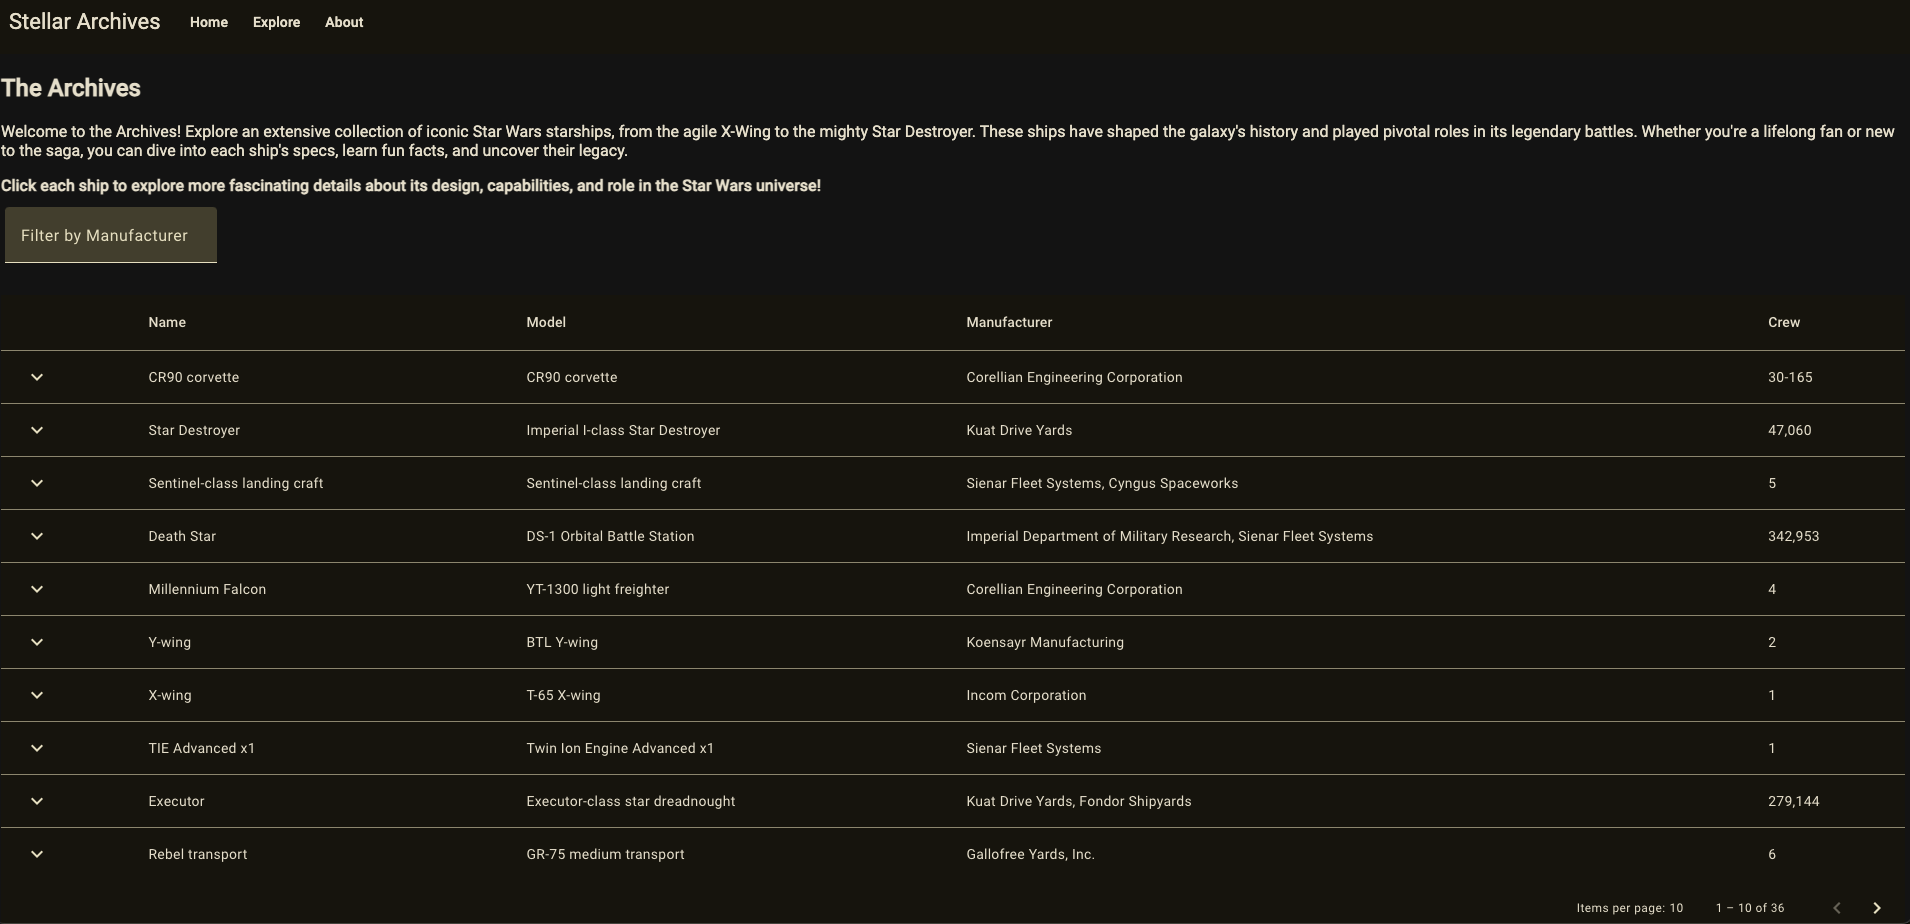 Stellar Archives Home Explore About
The Archives
Welcome to the Archives! Explore an extensive collection of iconic Star Wars starships, from the agile X-Wing to the mighty Star Destroyer. These ships have shaped the galaxy's history and played pivotal roles in its legendary battles. Whether you're a lifelong fan or new
to the saga, you can dive into each ship's specs, learn fun facts, and uncover their legacy.
Click each ship to explore more fascinating details about its design, capabilities, and role in the Star Wars universe!
Filter by Manufacturer
Name Model Manufacturer Crew
CR90 corvette CR90 corvette Corellian Engineering Corporation 30-165
Star Destroyer Imperial I-class Star Destroyer Kuat Drive Yards 47,060
Sentinel-class landing craft Sentinel-class landing craft Sienar Fleet Systems, Cyngus Spaceworks 5
Death Star DS-1 Orbital Battle Station Imperial Department of Military Research, Sienar Fleet Systems 342,953
Millennium Falcon YT-1300 light freighter Corellian Engineering Corporation 4
Y-wing BTL Y-wing Koensayr Manufacturing 2
X-wing T-65 X-wing Incom Corporation 1
TIE Advanced x1 Twin Ion Engine Advanced x1 Sienar Fleet Systems 1
Executor Executor-class star dreadnought Kuat Drive Yards, Fondor Shipyards 279,144
Rebel transport GR-75 medium transport Gallofree Yards, Inc. 6
Items per page: 10 1 – 10 of 36